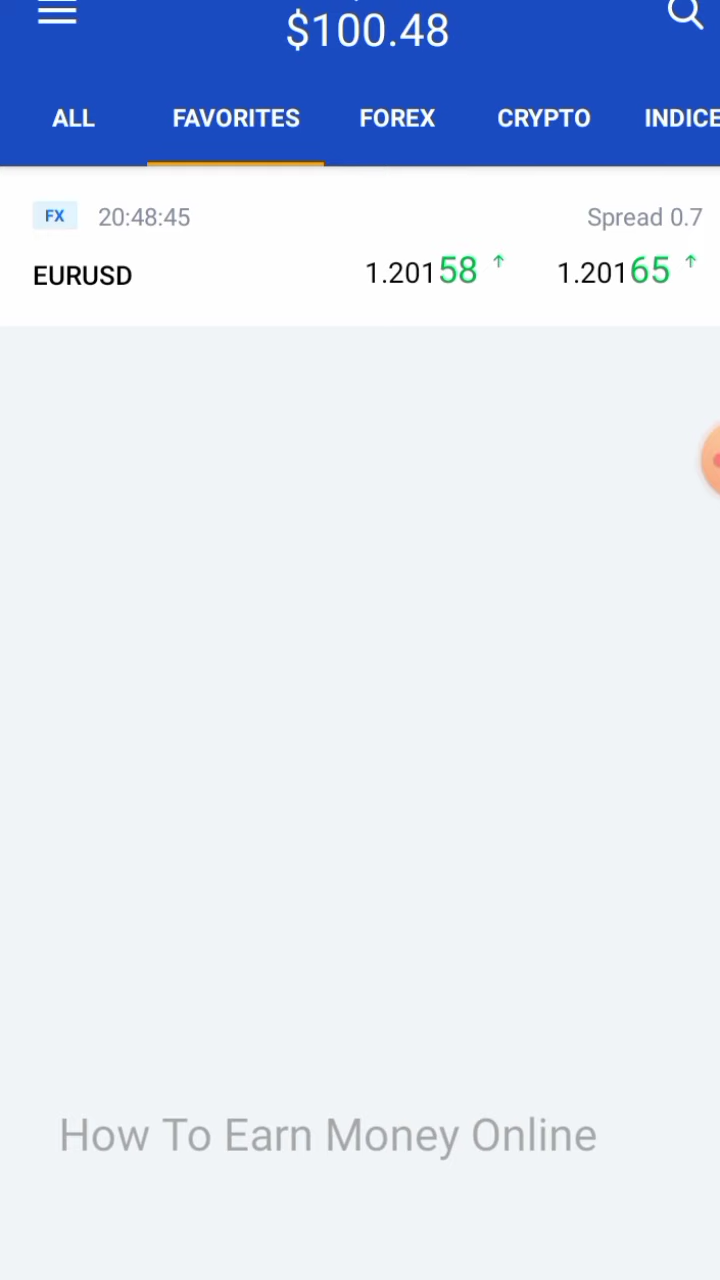 $100.48
ALL FAVORITES FOREX CRYPTO INDICE
FX 20:48:45 Spread 0.7
EURUSD 1.20158 ↑ 1.20165 ↑
How To Earn Money Online